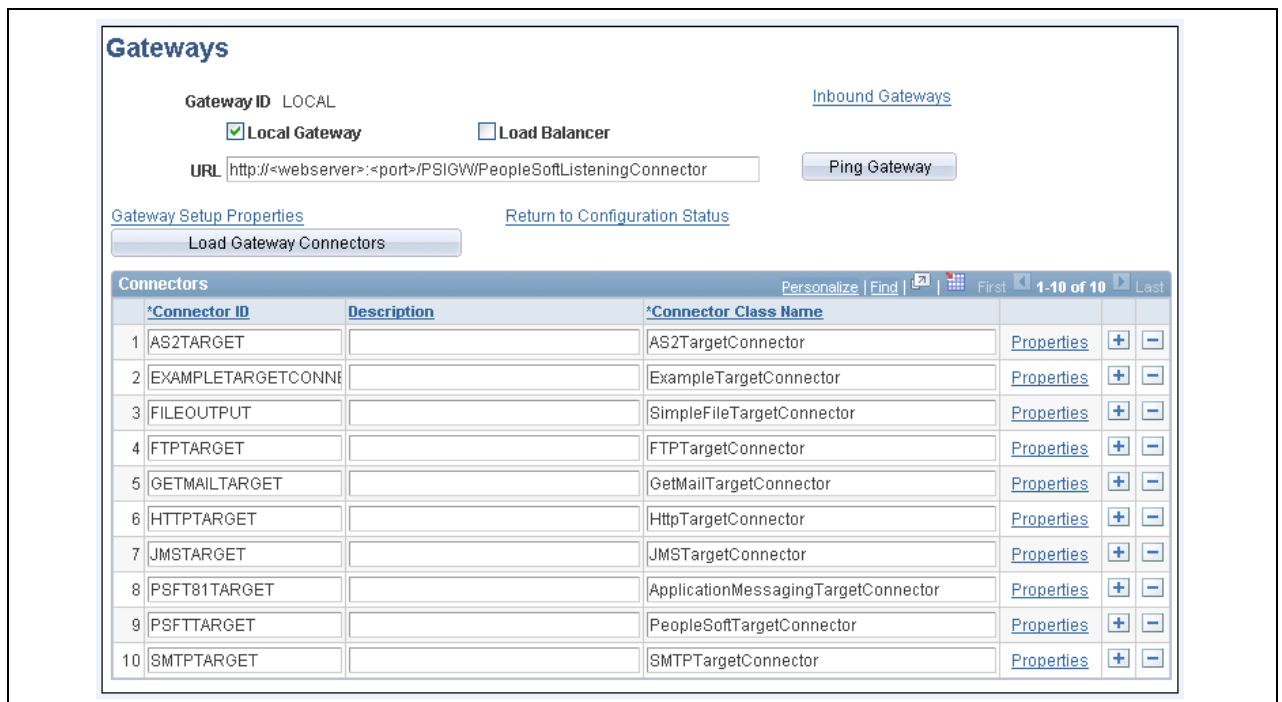 Gateways
Gateway ID LOCAL Inbound Gateways
Local Gateway Load Balancer
URL http://<webserver>:<port>/PSIGW/PeopleSoftListeningConnector Ping Gateway
Gateway Setup Properties Return to Configuration Status
Load Gateway Connectors
Connectors Personalize | Find | | First 1-10 of 10 Last
*Connector ID Description *Connector Class Name
1 AS2TARGET AS2TargetConnector Properties
2 EXAMPLETARGETCONNE ExampleTargetConnector Properties
3 FILEOUTPUT SimpleFileTargetConnector Properties
4 FTPTARGET FTPTargetConnector Properties
5 GETMAILTARGET GetMailTargetConnector Properties
6 HTTPTARGET HttpTargetConnector Properties
7 JMSTARGET JMSTargetConnector Properties
8 PSFT81TARGET ApplicationMessagingTargetConnector Properties
9 PSFTTARGET PeopleSoftTargetConnector Properties
10 SMTPTARGET SMTPTargetConnector Properties